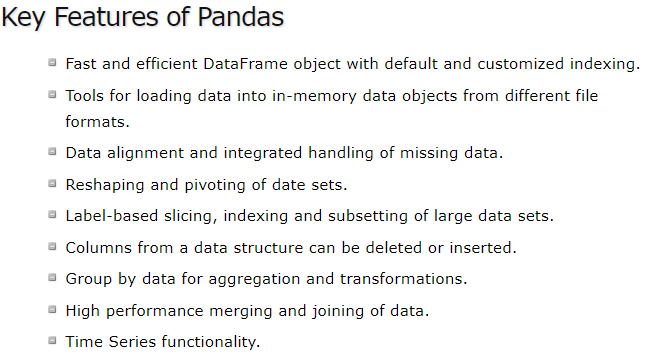 Key Features of Pandas
Fast and efficient DataFrame object with default and customized indexing.
Tools for loading data into in-memory data objects from different file
formats.
Data alignment and integrated handling of missing data.
Reshaping and pivoting of date sets.
Label-based slicing, indexing and subsetting of large data sets.
Columns from a data structure can be deleted or inserted.
Group by data for aggregation and transformations.
High performance merging and joining of data.
Time Series functionality.